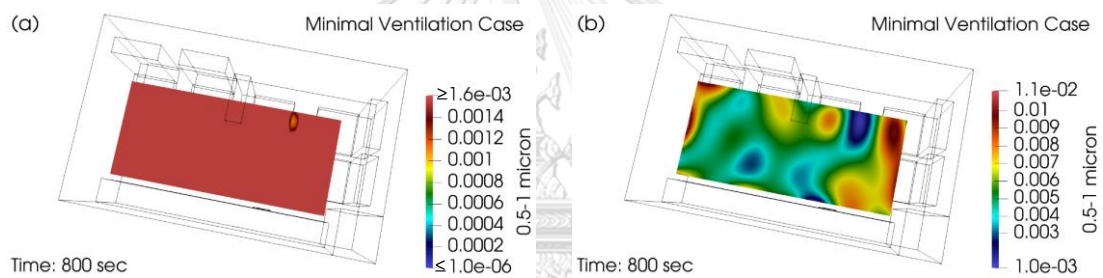 (a)
Minimal Ventilation Case
≥1.6e-03
0.0014
0.0012
0.001
0.0008
0.0006
0.0004
0.0002
≤ 1.0e-06
0.5-1 micron
Time: 800 sec
(b)
Minimal Ventilation Case
1.1e-02
0.01
0.009
0.008
0.007
0.006
0.005
0.004
0.003
1.0e-03
0.5-1 micron
Time: 800 sec